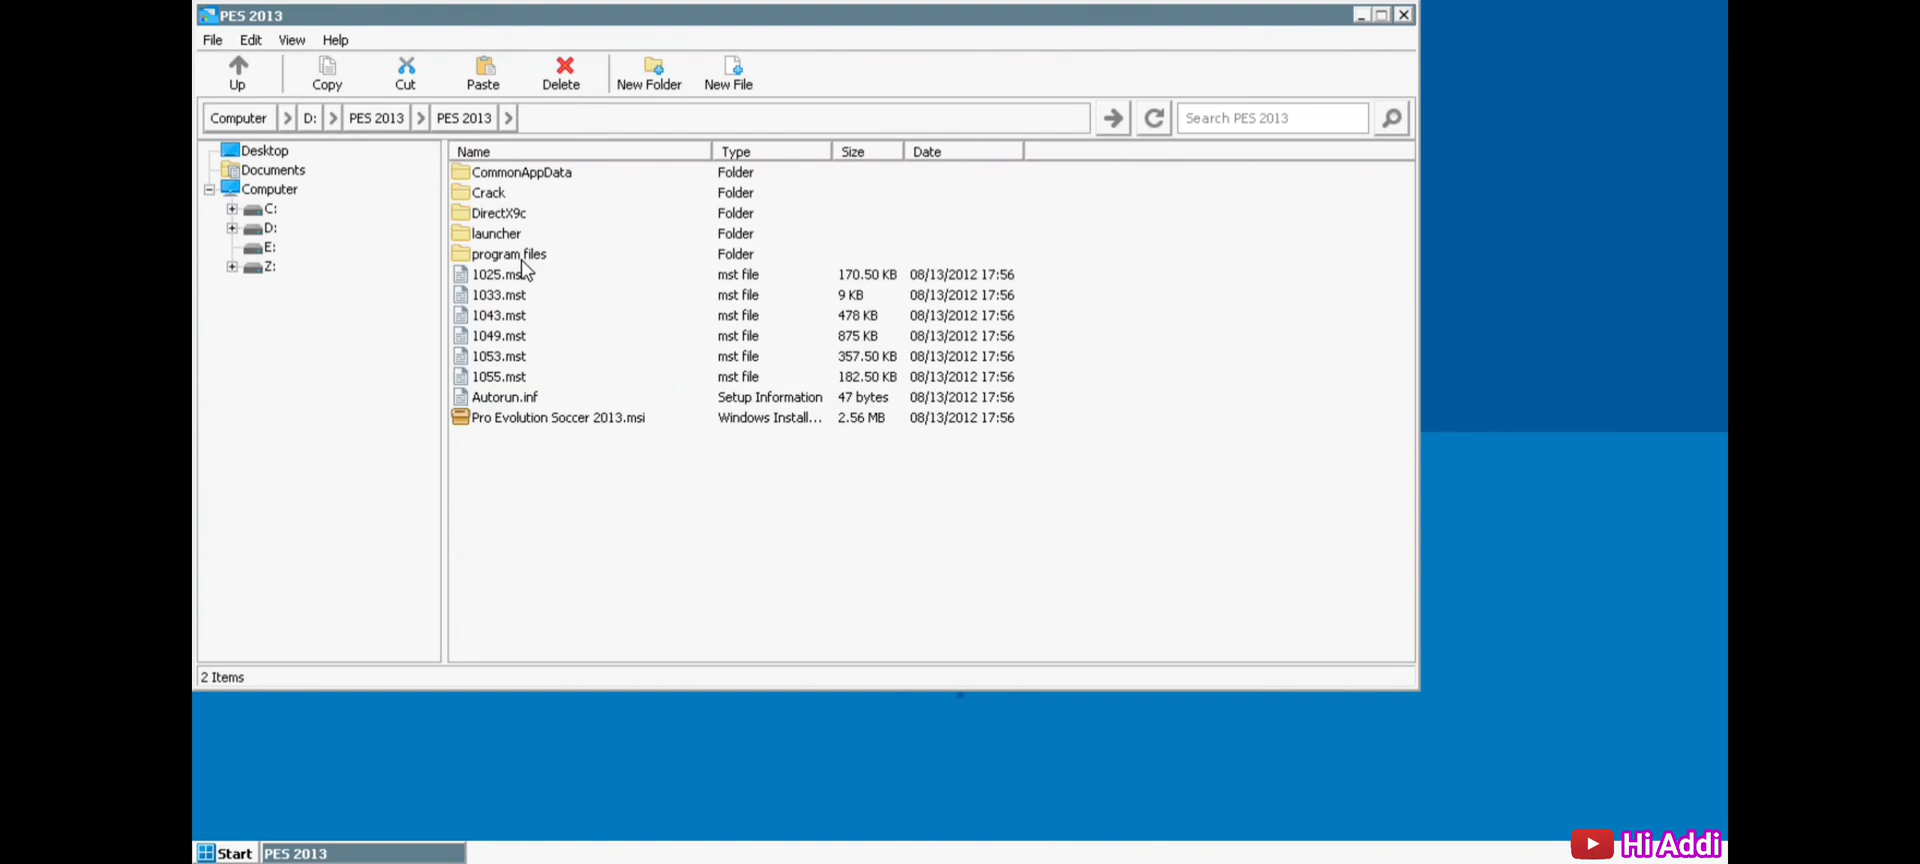 PES 2013
File Edit View Help
Up Copy Cut Paste Delete New Folder New File
Computer D: PES 2013 PES 2013 Search PES 2013
Desktop
Documents
Computer
C:
D:
E:
Z:
Name Type Size Date
CommonAppData Folder
Crack Folder
DirectX9c Folder
launcher Folder
program files Folder
1025.mst mst file 170.50 KB 08/13/2012 17:56
1033.mst mst file 9 KB 08/13/2012 17:56
1043.mst mst file 478 KB 08/13/2012 17:56
1049.mst mst file 875 KB 08/13/2012 17:56
1053.mst mst file 357.50 KB 08/13/2012 17:56
1055.mst mst file 182.50 KB 08/13/2012 17:56
Autorun.inf Setup Information 47 bytes 08/13/2012 17:56
Pro Evolution Soccer 2013.msi Windows Install... 2.56 MB 08/13/2012 17:56
2 Items
Start PES 2013
Hi Addi